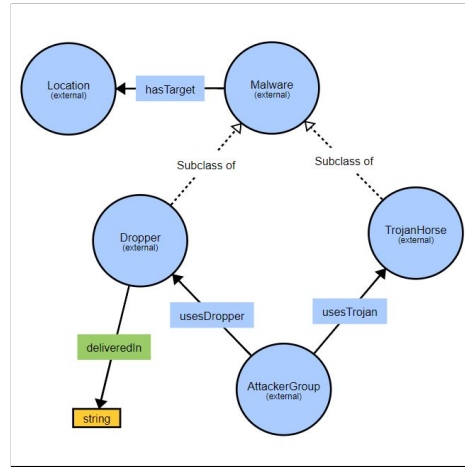 Location
(external)
hasTarget
Malware
(external)
Subclass of
Subclass of
Dropper
(external)
TrojanHorse
(external)
usesDropper
usesTrojan
deliveredIn
AttackerGroup
(external)
string